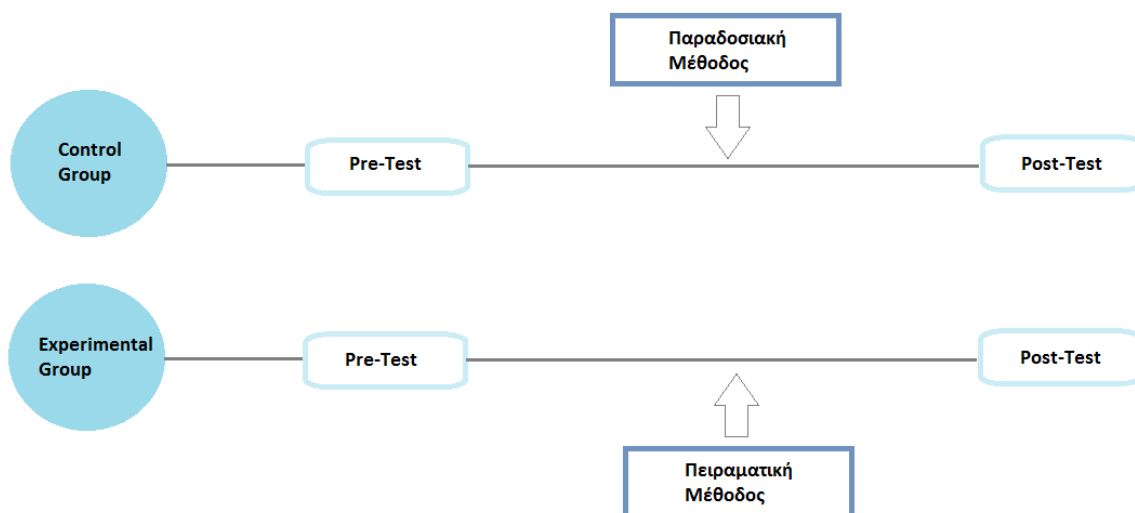 Παραδοσιακή
Μέθοδος
Control
Group
Pre-Test
Post-Test
Experimental
Group
Pre-Test
Post-Test
Πειραματική
Μέθοδος